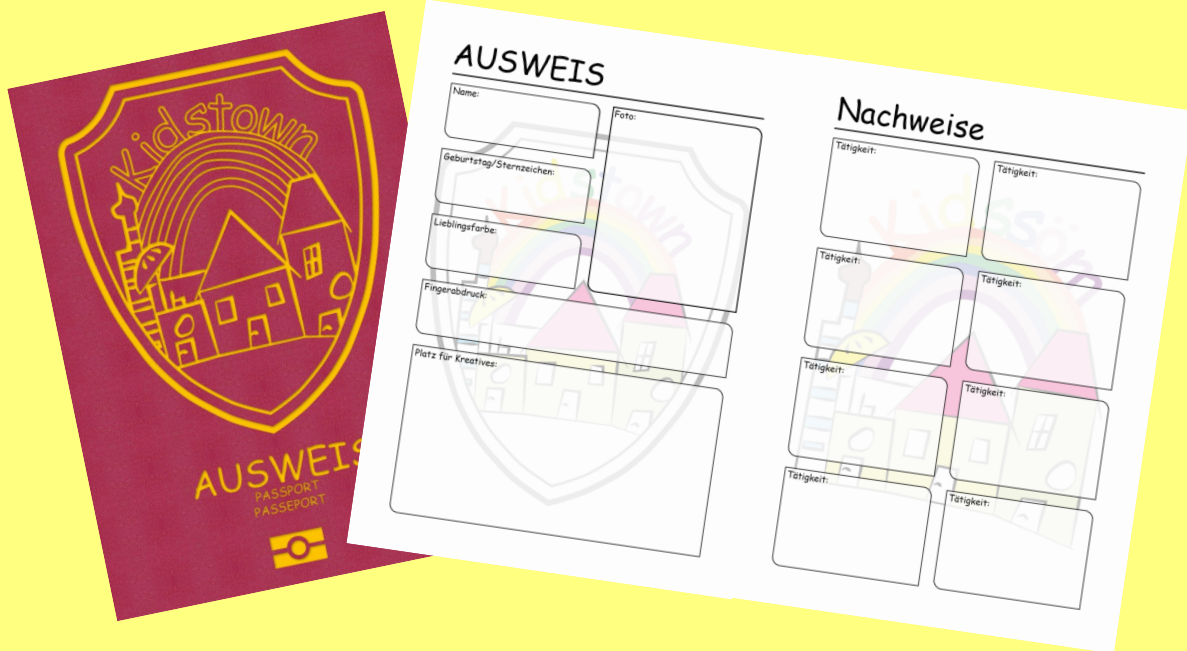 Kidstown
AUSWEIS
PASSPORT
PASSEPORT
AUSWEIS
Name:
Foto:
Geburtstag/Sternzeichen:
Lieblingsfarbe:
Fingerabdruck:
Platz für Kreatives:
Kidstown
Nachweise
Tätigkeit:
Tätigkeit:
Tätigkeit:
Tätigkeit:
Tätigkeit:
Tätigkeit:
Tätigkeit:
Tätigkeit: